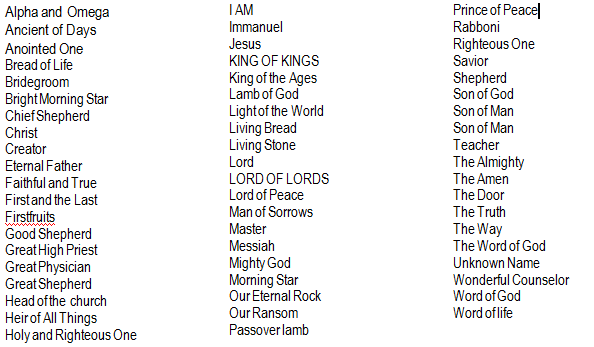 Alpha and Omega
Ancient of Days
Anointed One
Bread of Life
Bridegroom
Bright Morning Star
Chief Shepherd
Christ
Creator
Eternal Father
Faithful and True
First and the Last
Firstfruits
Good Shepherd
Great High Priest
Great Physician
Great Shepherd
Head of the church
Heir of All Things
Holy and Righteous One
I AM
Immanuel
Jesus
KING OF KINGS
King of the Ages
Lamb of God
Light of the World
Living Bread
Living Stone
Lord
LORD OF LORDS
Lord of Peace
Man of Sorrows
Master
Messiah
Mighty God
Morning Star
Our Eternal Rock
Our Ransom
Passover lamb
Prince of Peace
Rabboni
Righteous One
Savior
Shepherd
Son of God
Son of Man
Son of Man
Teacher
The Almighty
The Amen
The Door
The Truth
The Way
The Word of God
Unknown Name
Wonderful Counselor
Word of God
Word of life